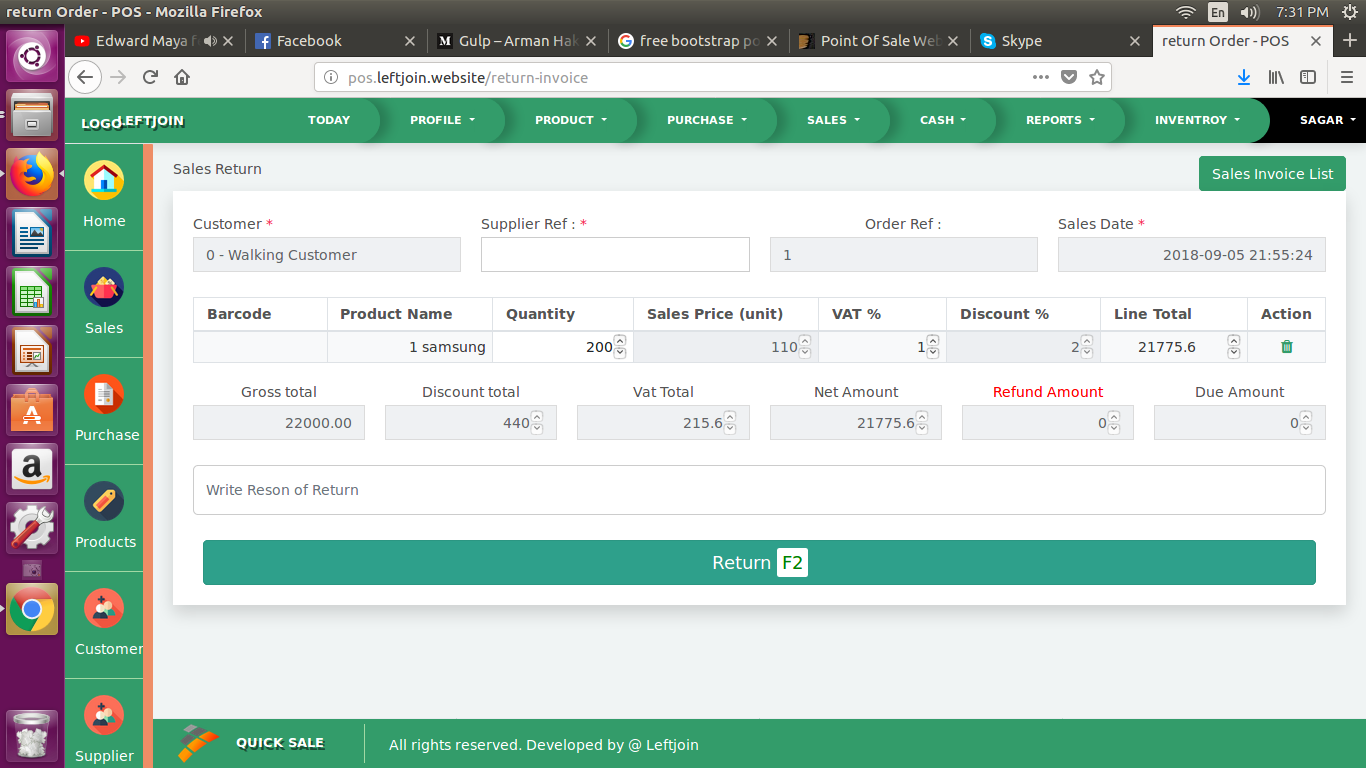 return Order - POS - Mozilla Firefox
En
7:31 PM
Edward Maya f
Facebook
Gulp – Arman Hak
free bootstrap po
Point Of Sale Web
Skype
return Order - POS
pos.leftjoin.website/return-invoice
LOGO LEFTJOIN
TODAY
PROFILE
PRODUCT
PURCHASE
SALES
CASH
REPORTS
INVENTROY
SAGAR
Home
Sales
Purchase
Products
Customer
Supplier
Sales Return
Sales Invoice List
Customer *
Supplier Ref : *
Order Ref :
Sales Date *
0 - Walking Customer
1
2018-09-05 21:55:24
Barcode
Product Name
Quantity
Sales Price (unit)
VAT %
Discount %
Line Total
Action
1 samsung
200
110
1
2
21775.6
Gross total
Discount total
Vat Total
Net Amount
Refund Amount
Due Amount
22000.00
440
215.6
21775.6
0
0
Write Reson of Return
Return F2
QUICK SALE
All rights reserved. Developed by @ Leftjoin